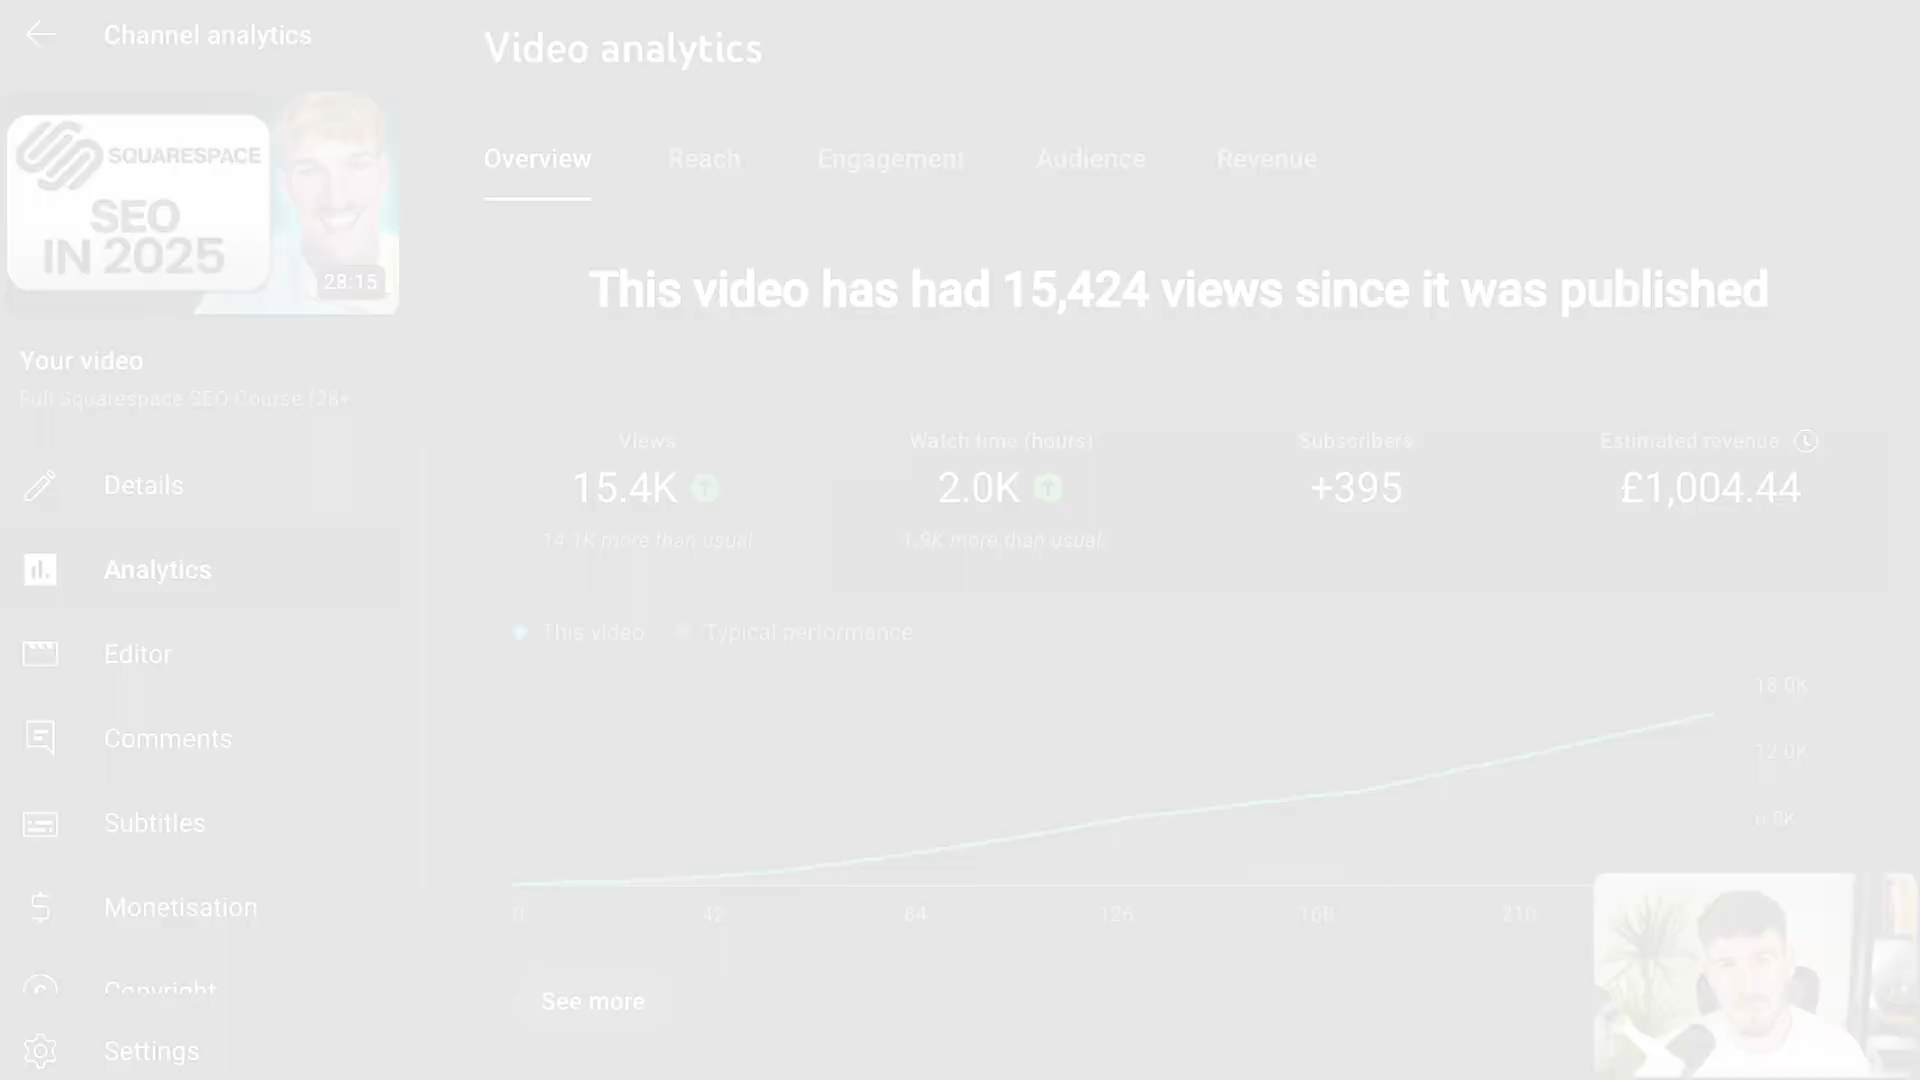 Channel analytics
SQUARESPACE
SEO
IN 2025
28:15
Your video
Full Squarespace SEO Course (28+
Details
Analytics
Editor
Comments
Subtitles
Monetisation
Copyright
Settings
Video analytics
Overview Reach Engagement Audience Revenue
This video has had 15,424 views since it was published
Views Watch time (hours) Subscribers Estimated revenue
15.4K 2.0K +395 £1,004.44
14.1K more than usual 1.9K more than usual
This video Typical performance
18.0K
12.0K
6.0K
0 42 84 126 168 210
See more